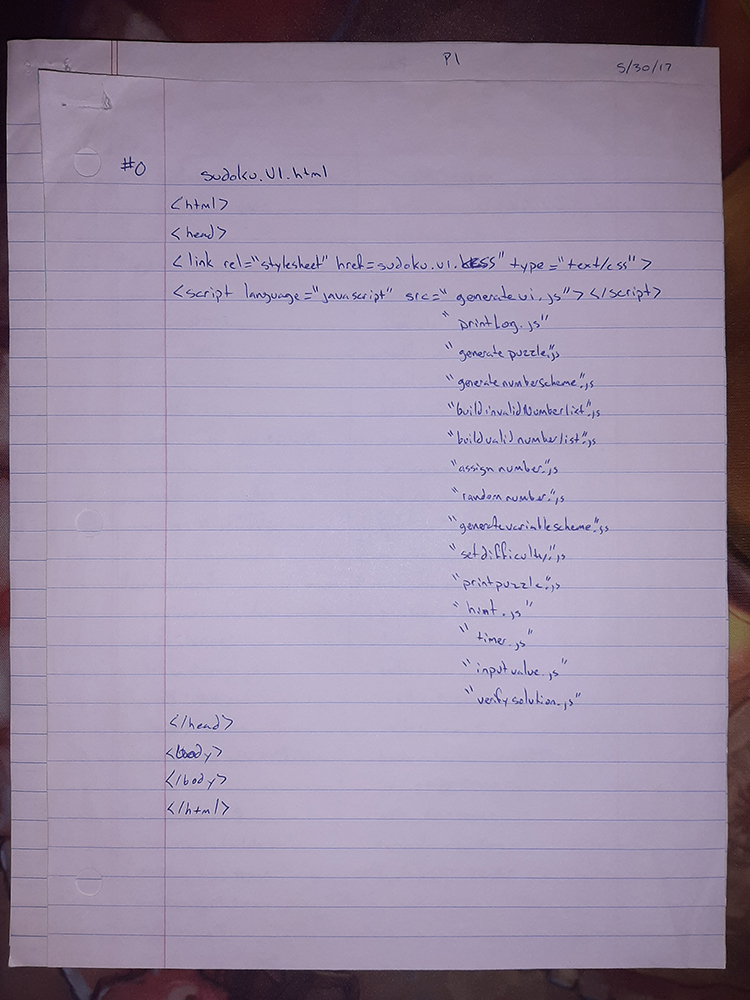 P1
5/30/17
#0 sudoku.UI.html
<html>
<head>
<link rel="stylesheet" href=sudoku.ui.css" type="text/css">
<script language="javascript" src="generateui.js"></script>
"printLog.js"
"generatepuzzle".js
"generatenumberscheme".js
"buildinvalidNumberlist".js
"buildvalidnumberlist".js
"assignnumber".js
"randomnumber".js
"generatevariablescheme".js
"setdifficulty".js
"printpuzzle".js
"hint.js"
"timer.js"
"inputvalue.js"
"verifysolution.js"
</head>
<body>
</body>
</html>